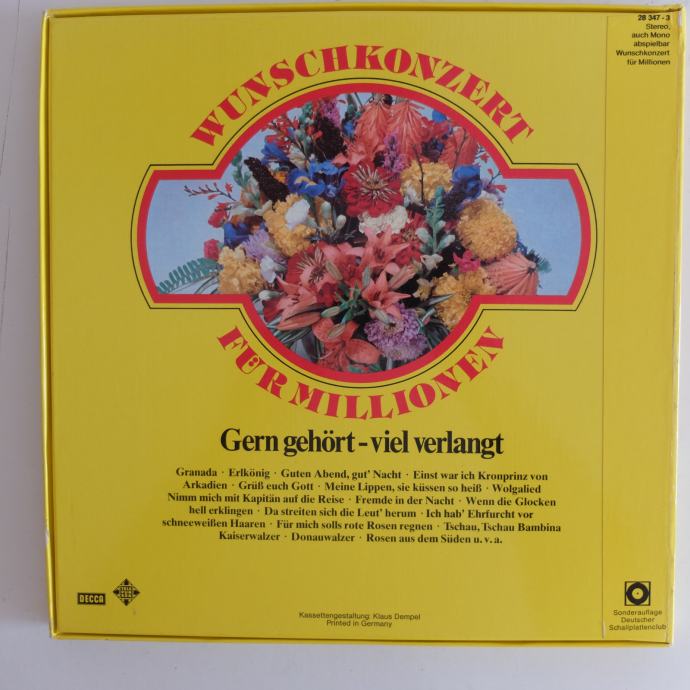 28 347 - 3
Stereo,
auch Mono
abspielbar
Wunschkonzert
für Millionen
WUNSCHKONZERT
FÜR MILLIONEN
Gern gehört - viel verlangt
Granada · Erlkönig · Guten Abend, gut' Nacht · Einst war ich Kronprinz von
Arkadien · Grüß euch Gott · Meine Lippen, sie küssen so heiß · Wolgalied
Nimm mich mit Kapitän auf die Reise · Fremde in der Nacht · Wenn die Glocken
hell erklingen · Da streiten sich die Leut' herum · Ich hab' Ehrfurcht vor
schneeweißen Haaren · Für mich solls rote Rosen regnen · Tschau, Tschau Bambina
Kaiserwalzer · Donauwalzer · Rosen aus dem Süden u.v.a.
DECCA
TELEFUNKEN
Kassettengestaltung: Klaus Dempel
Printed in Germany
Sonderauflage
Deutscher
Schallplattenclub